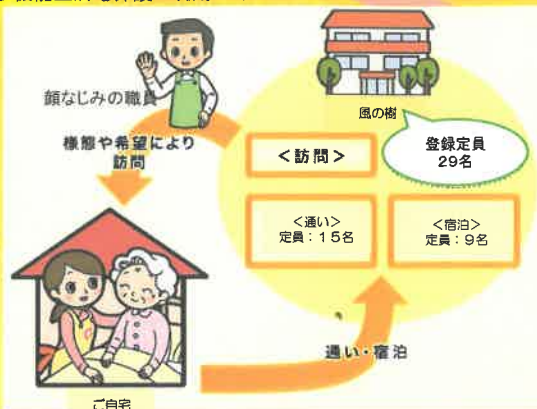 顔なじみの職員
様態や希望により
訪問
風の樹
登録定員
29名
＜訪問＞
＜通い＞
定員：１５名
＜宿泊＞
定員：９名
通い・宿泊
ご自宅